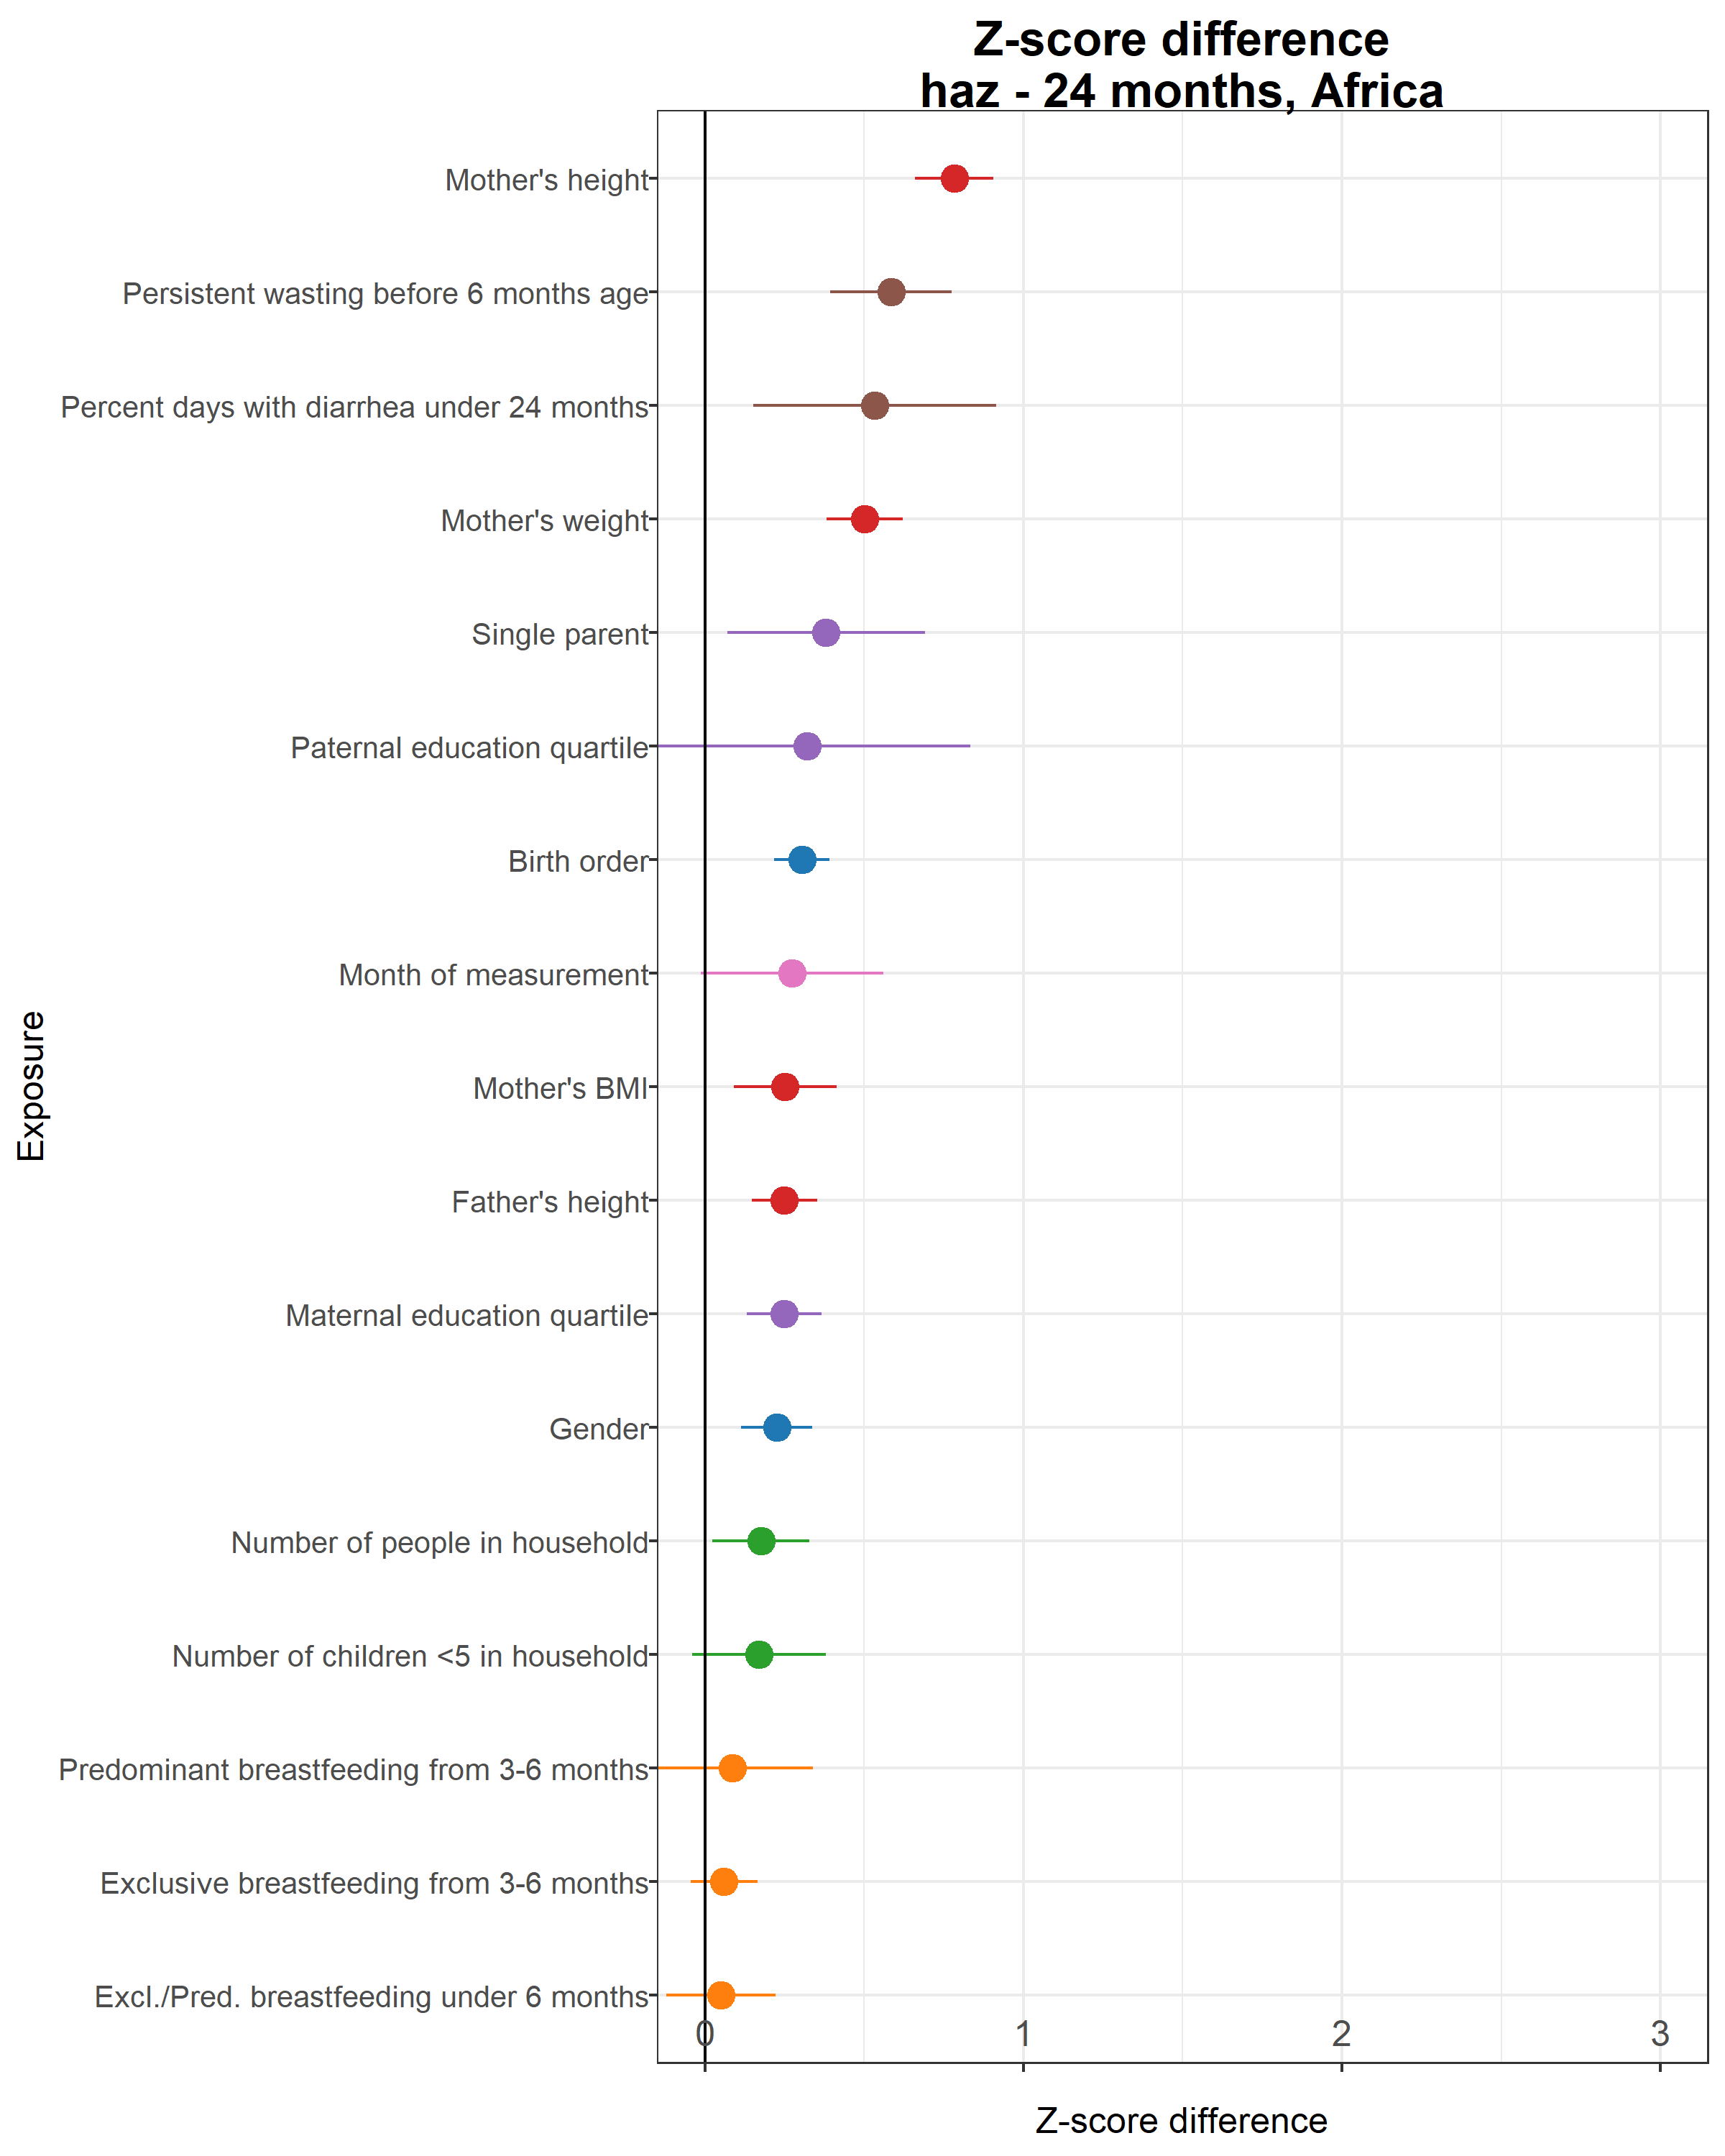 Z-score difference
haz - 24 months, Africa
Mother's height
Persistent wasting before 6 months age
Percent days with diarrhea under 24 months
Mother's weight
Single parent
Paternal education quartile
Birth order
Month of measurement
Mother's BMI
Father's height
Maternal education quartile
Gender
Number of people in household
Number of children <5 in household
Predominant breastfeeding from 3-6 months
Exclusive breastfeeding from 3-6 months
Excl./Pred. breastfeeding under 6 months
Exposure
0 1 2 3
Z-score difference